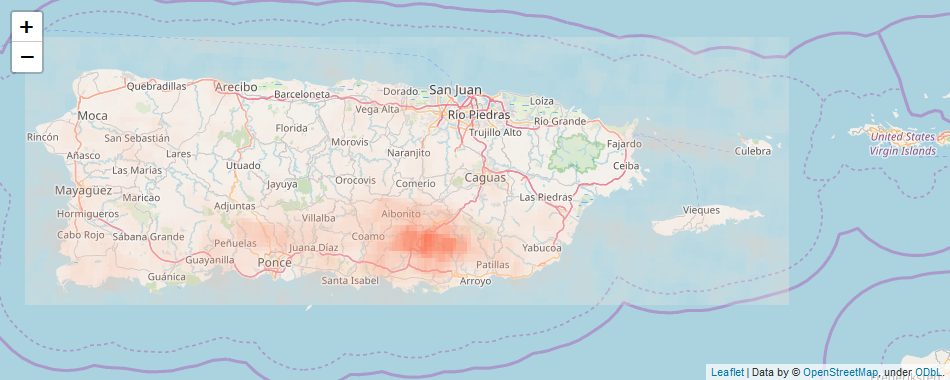 +
−
Quebradillas
Arecibo
Barceloneta
Dorado
San Juan
Loíza
Moca
Vega Alta
Río Piedras
Río Grande
Rincón
San Sebastián
Florida
Morovis
Trujillo Alto
Fajardo
United States
Virgin Islands
Añasco
Lares
Utuado
Naranjito
Ceiba
Culebra
Las Marías
Jayuya
Orocovis
Comerío
Caguas
Mayagüez
Maricao
Adjuntas
Las Piedras
Hormigueros
Villalba
Aibonito
Vieques
Cabo Rojo
Sábana Grande
Peñuelas
Juana Díaz
Coamo
Yabucoa
Guayanilla
Ponce
Patillas
Guánica
Santa Isabel
Arroyo
Leaflet | Data by © OpenStreetMap, under ODbL.